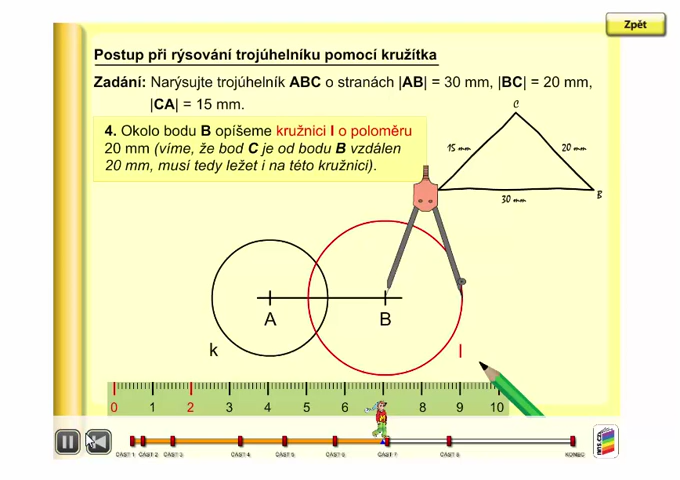 Zpět
Postup při rýsování trojúhelníku pomocí kružítka
Zadání: Narýsujte trojúhelník ABC o stranách |AB| = 30 mm, |BC| = 20 mm,
|CA| = 15 mm.
4. Okolo bodu B opíšeme kružnici l o poloměru
20 mm (víme, že bod C je od bodu B vzdálen
20 mm, musí tedy ležet i na této kružnici).
C
15 mm
20 mm
30 mm
B
A
B
k
l
0 1 2 3 4 5 6 7 8 9 10
ČÁST 1 ČÁST 2 ČÁST 3 ČÁST 4 ČÁST 5 ČÁST 6 ČÁST 7 ČÁST 8 KONEC